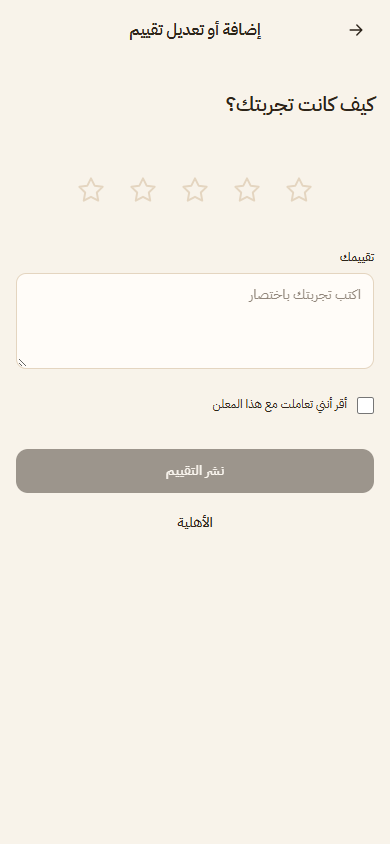 إضافة أو تعديل تقييم
كيف كانت تجربتك؟
تقييمك
اكتب تجربتك باختصار
أقر أنني تعاملت مع هذا المعلن
نشر التقييم
الأهلية